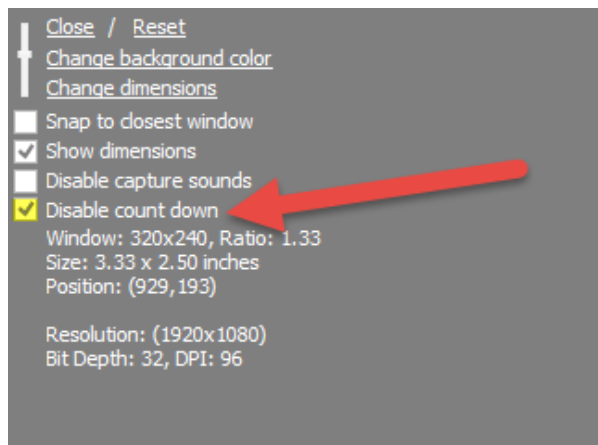 Close / Reset
Change background color
Change dimensions
Snap to closest window
Show dimensions
Disable capture sounds
Disable count down
Window: 320x240, Ratio: 1.33
Size: 3.33 x 2.50 inches
Position: (929,193)
Resolution: (1920x1080)
Bit Depth: 32, DPI: 96